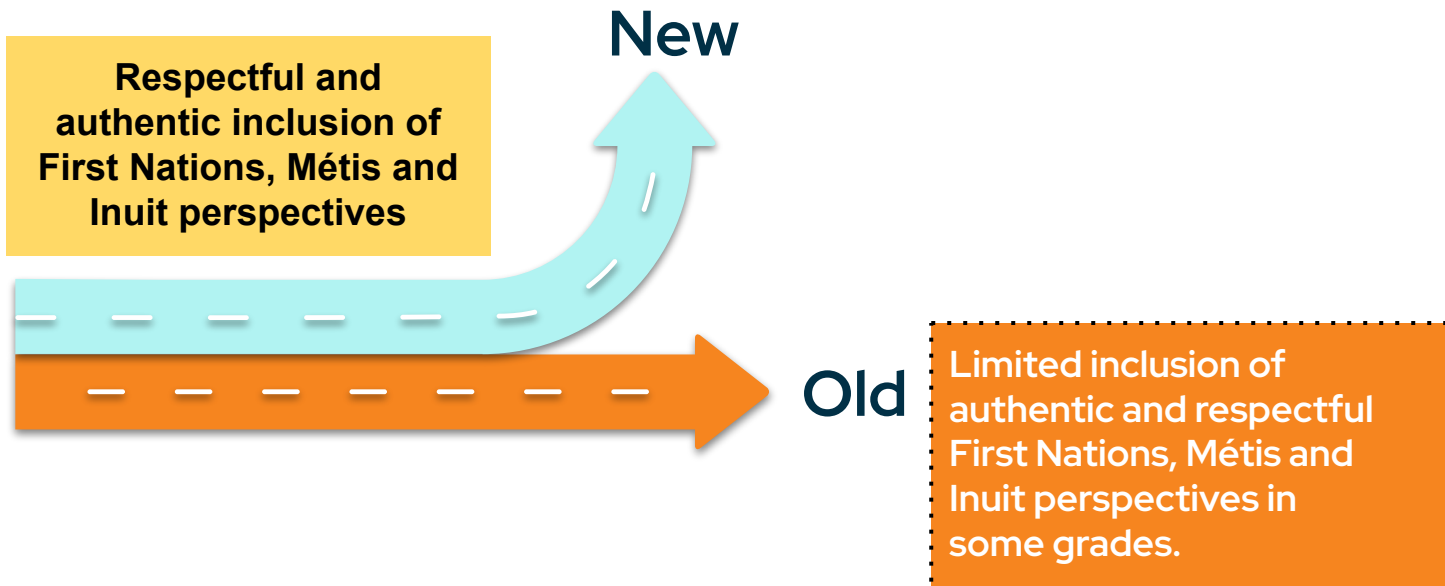 New
Respectful and
authentic inclusion of
First Nations, Métis and
Inuit perspectives
Old
Limited inclusion of
authentic and respectful
First Nations, Métis and
Inuit perspectives in
some grades.